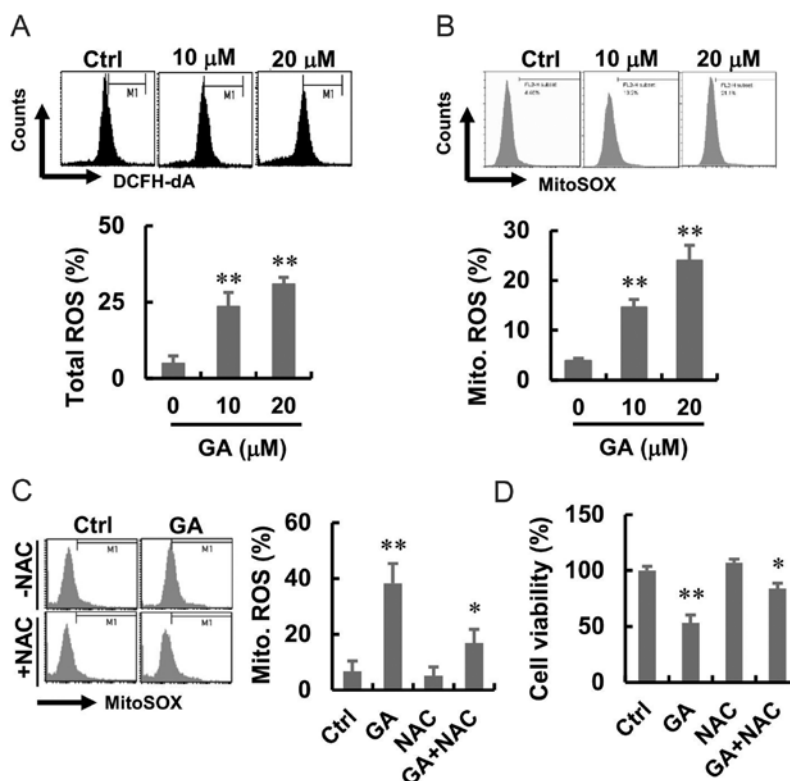 A
Ctrl 10 μM 20 μM
M1 M1 M1
Counts
DCFH-dA
Total ROS (%)
50
25
0
** **
0 10 20
GA (μM)
B
Ctrl 10 μM 20 μM
Counts
MitoSOX
Mito. ROS (%)
30
20
10
0
** **
0 10 20
GA (μM)
C
Ctrl GA
-NAC
M1 M1
+NAC
M1 M1
MitoSOX
Mito. ROS (%)
60
40
20
0
** *
Ctrl GA NAC GA+NAC
D
Cell viability (%)
150
100
50
0
** *
Ctrl GA NAC GA+NAC